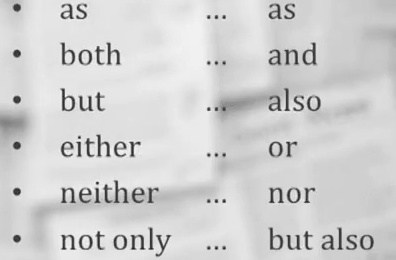 • as ... as
• both ... and
• but ... also
• either ... or
• neither ... nor
• not only ... but also